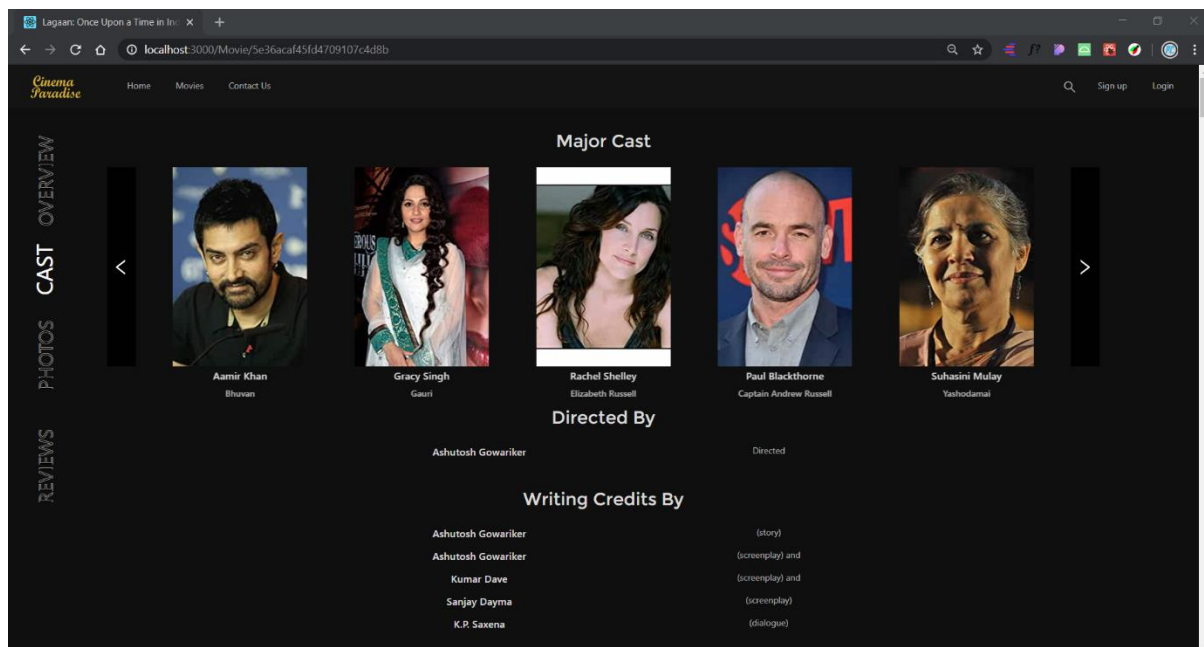 Lagaan: Once Upon a Time in Ind
localhost:3000/Movie/5e36acaf45fd4709107c4d8b
f?
Cinema
Paradise
Home Movies Contact Us Sign up Login
OVERVIEW
CAST
PHOTOS
REVIEWS
Major Cast
Aamir Khan Gracy Singh Rachel Shelley Paul Blackthorne Suhasini Mulay
Bhuvan Gauri Elizabeth Russell Captain Andrew Russell Yashodamai
Directed By
Ashutosh Gowariker Directed
Writing Credits By
Ashutosh Gowariker (story)
Ashutosh Gowariker (screenplay) and
Kumar Dave (screenplay) and
Sanjay Dayma (screenplay)
K.P. Saxena (dialogue)